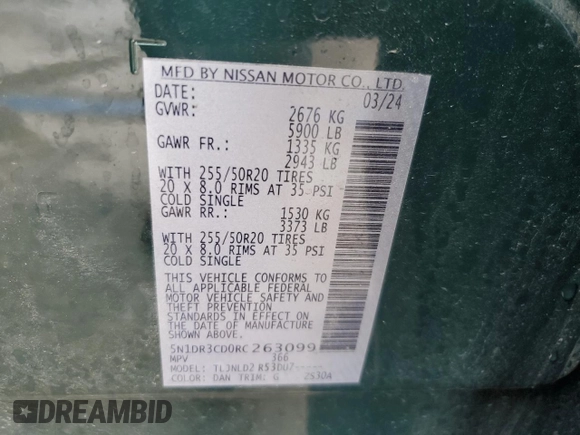 MFD BY NISSAN MOTOR CO., LTD.
DATE: 03/24
GVWR: 2676 KG
5900 LB
GAWR FR.: 1335 KG
2943 LB
WITH 255/50R20 TIRES
20 X 8.0 RIMS AT 35 PSI
COLD SINGLE
GAWR RR.: 1530 KG
3373 LB
WITH 255/50R20 TIRES
20 X 8.0 RIMS AT 35 PSI
COLD SINGLE
THIS VEHICLE CONFORMS TO
ALL APPLICABLE FEDERAL
MOTOR VEHICLE SAFETY AND
THEFT PREVENTION
STANDARDS IN EFFECT ON
THE DATE OF MANUFACTURE
SHOWN ABOVE.
5N1DR3CD0RC263099
MPV 366
MODEL:
COLOR: DAN TRIM: G
DREAMBID